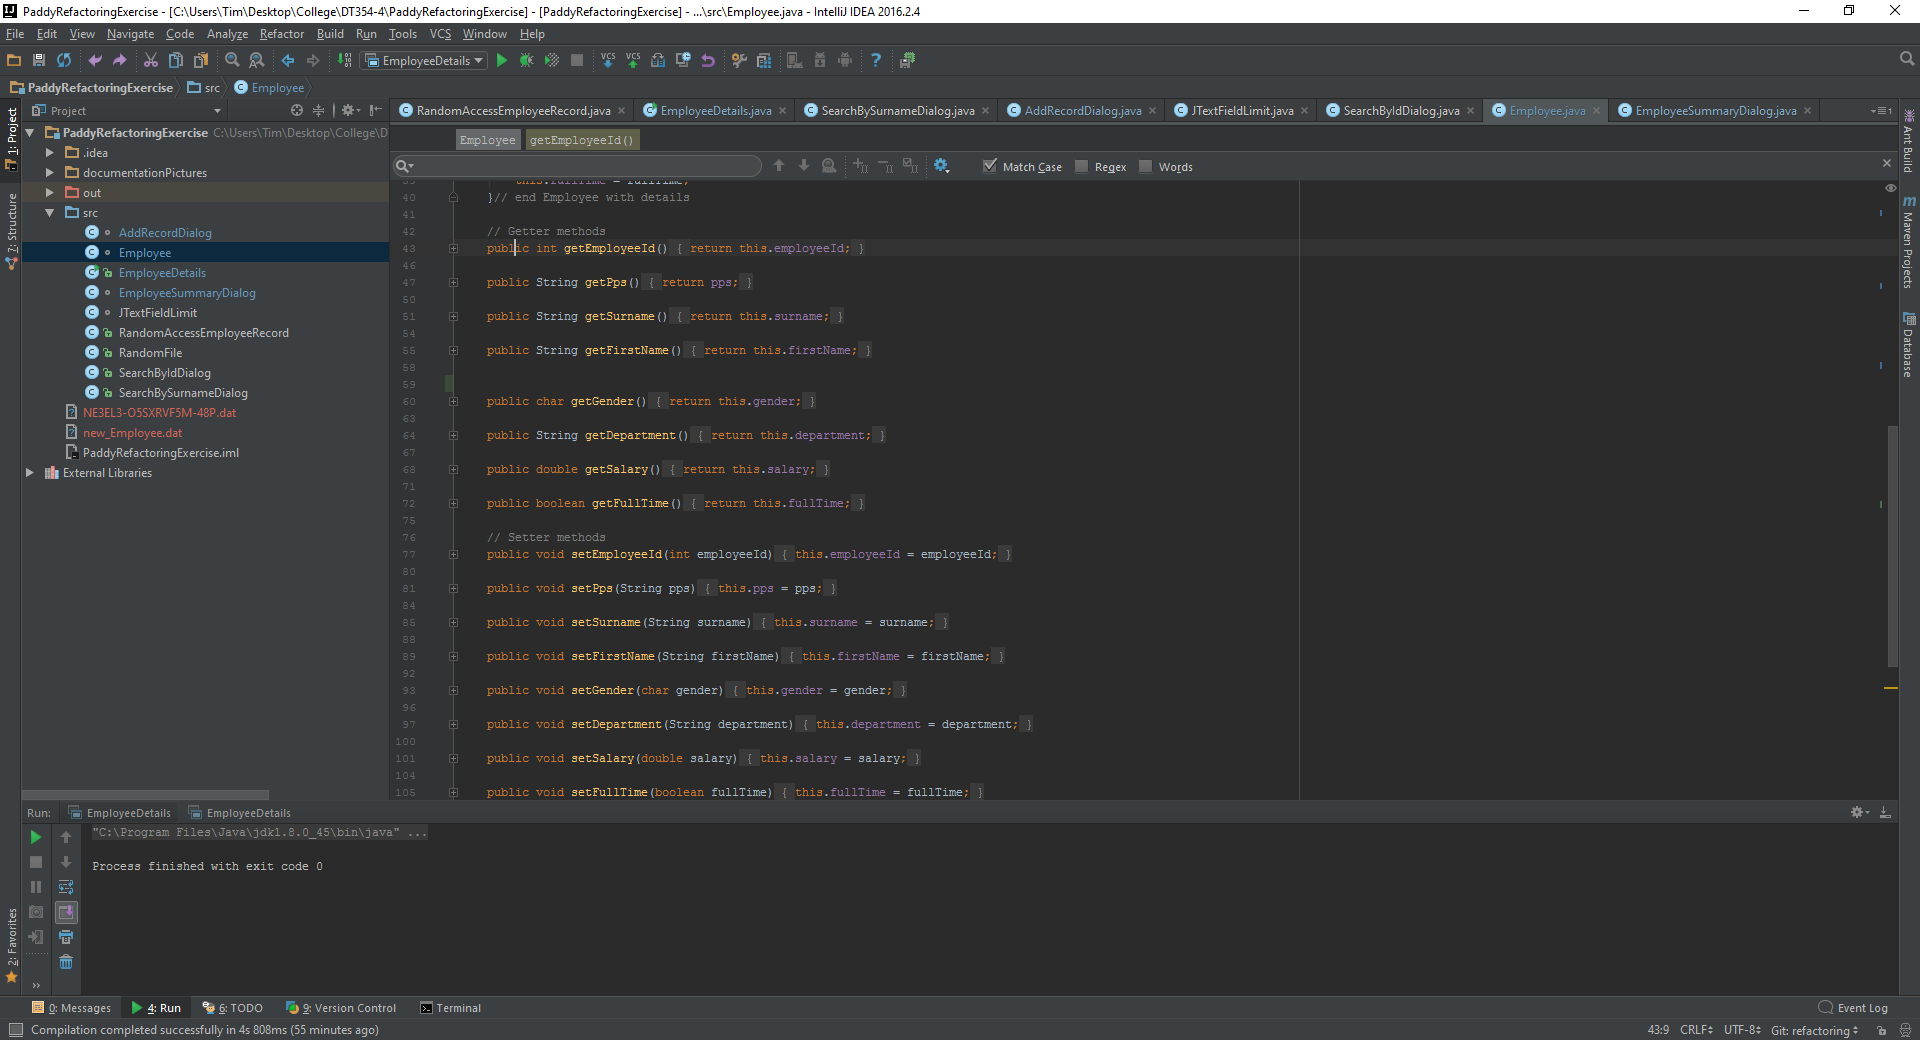 PaddyRefactoringExercise - [C:\Users\Tim\Desktop\College\DT354-4\PaddyRefactoringExercise] - [PaddyRefactoringExercise] - ...\src\Employee.java - IntelliJ IDEA 2016.2.4
File Edit View Navigate Code Analyze Refactor Build Run Tools VCS Window Help
EmployeeDetails
PaddyRefactoringExercise src Employee
Project
RandomAccessEmployeeRecord.java EmployeeDetails.java SearchBySurnameDialog.java AddRecordDialog.java JTextFieldLimit.java SearchByIdDialog.java Employee.java EmployeeSummaryDialog.java
1: Project
7: Structure
2: Favorites
PaddyRefactoringExercise C:\Users\Tim\Desktop\College\D
.idea
documentationPictures
out
src
AddRecordDialog
Employee
EmployeeDetails
EmployeeSummaryDialog
JTextFieldLimit
RandomAccessEmployeeRecord
RandomFile
SearchByIdDialog
SearchBySurnameDialog
NE3EL3-O5SXRVF5M-48P.dat
new_Employee.dat
PaddyRefactoringExercise.iml
External Libraries
Employee getEmployeeId()
Match Case Regex Words
39 this.fullTime = fullTime;
40 }// end Employee with details
41
42 // Getter methods
43 public int getEmployeeId() { return this.employeeId; }
46
47 public String getPps() { return pps; }
50
51 public String getSurname() { return this.surname; }
54
55 public String getFirstName() { return this.firstName; }
58
59
60 public char getGender() { return this.gender; }
63
64 public String getDepartment() { return this.department; }
67
68 public double getSalary() { return this.salary; }
71
72 public boolean getFullTime() { return this.fullTime; }
75
76 // Setter methods
77 public void setEmployeeId(int employeeId) { this.employeeId = employeeId; }
80
81 public void setPps(String pps) { this.pps = pps; }
84
85 public void setSurname(String surname) { this.surname = surname; }
88
89 public void setFirstName(String firstName) { this.firstName = firstName; }
92
93 public void setGender(char gender) { this.gender = gender; }
96
97 public void setDepartment(String department) { this.department = department; }
100
101 public void setSalary(double salary) { this.salary = salary; }
104
105 public void setFullTime(boolean fullTime) { this.fullTime = fullTime; }
Ant Build
m Maven Projects
Database
Run: EmployeeDetails EmployeeDetails
"C:\Program Files\Java\jdk1.8.0_45\bin\java" ...
Process finished with exit code 0
0: Messages 4: Run 6: TODO 9: Version Control Terminal Event Log
Compilation completed successfully in 4s 808ms (55 minutes ago) 43:9 CRLF UTF-8 Git: refactoring